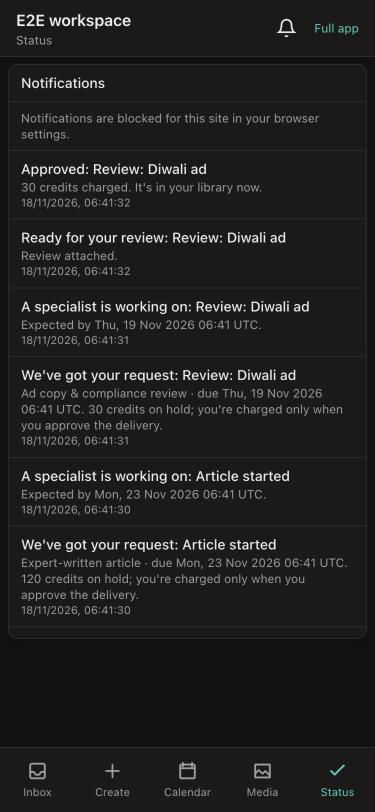 E2E workspace
Status
Full app
Notifications
Notifications are blocked for this site in your browser
settings.
Approved: Review: Diwali ad
30 credits charged. It's in your library now.
18/11/2026, 06:41:32
Ready for your review: Review: Diwali ad
Review attached.
18/11/2026, 06:41:32
A specialist is working on: Review: Diwali ad
Expected by Thu, 19 Nov 2026 06:41 UTC.
18/11/2026, 06:41:31
We've got your request: Review: Diwali ad
Ad copy & compliance review · due Thu, 19 Nov 2026
06:41 UTC. 30 credits on hold; you're charged only when
you approve the delivery.
18/11/2026, 06:41:31
A specialist is working on: Article started
Expected by Mon, 23 Nov 2026 06:41 UTC.
18/11/2026, 06:41:30
We've got your request: Article started
Expert-written article · due Mon, 23 Nov 2026 06:41 UTC.
120 credits on hold; you're charged only when you
approve the delivery.
18/11/2026, 06:41:30
Inbox
Create
Calendar
Media
Status